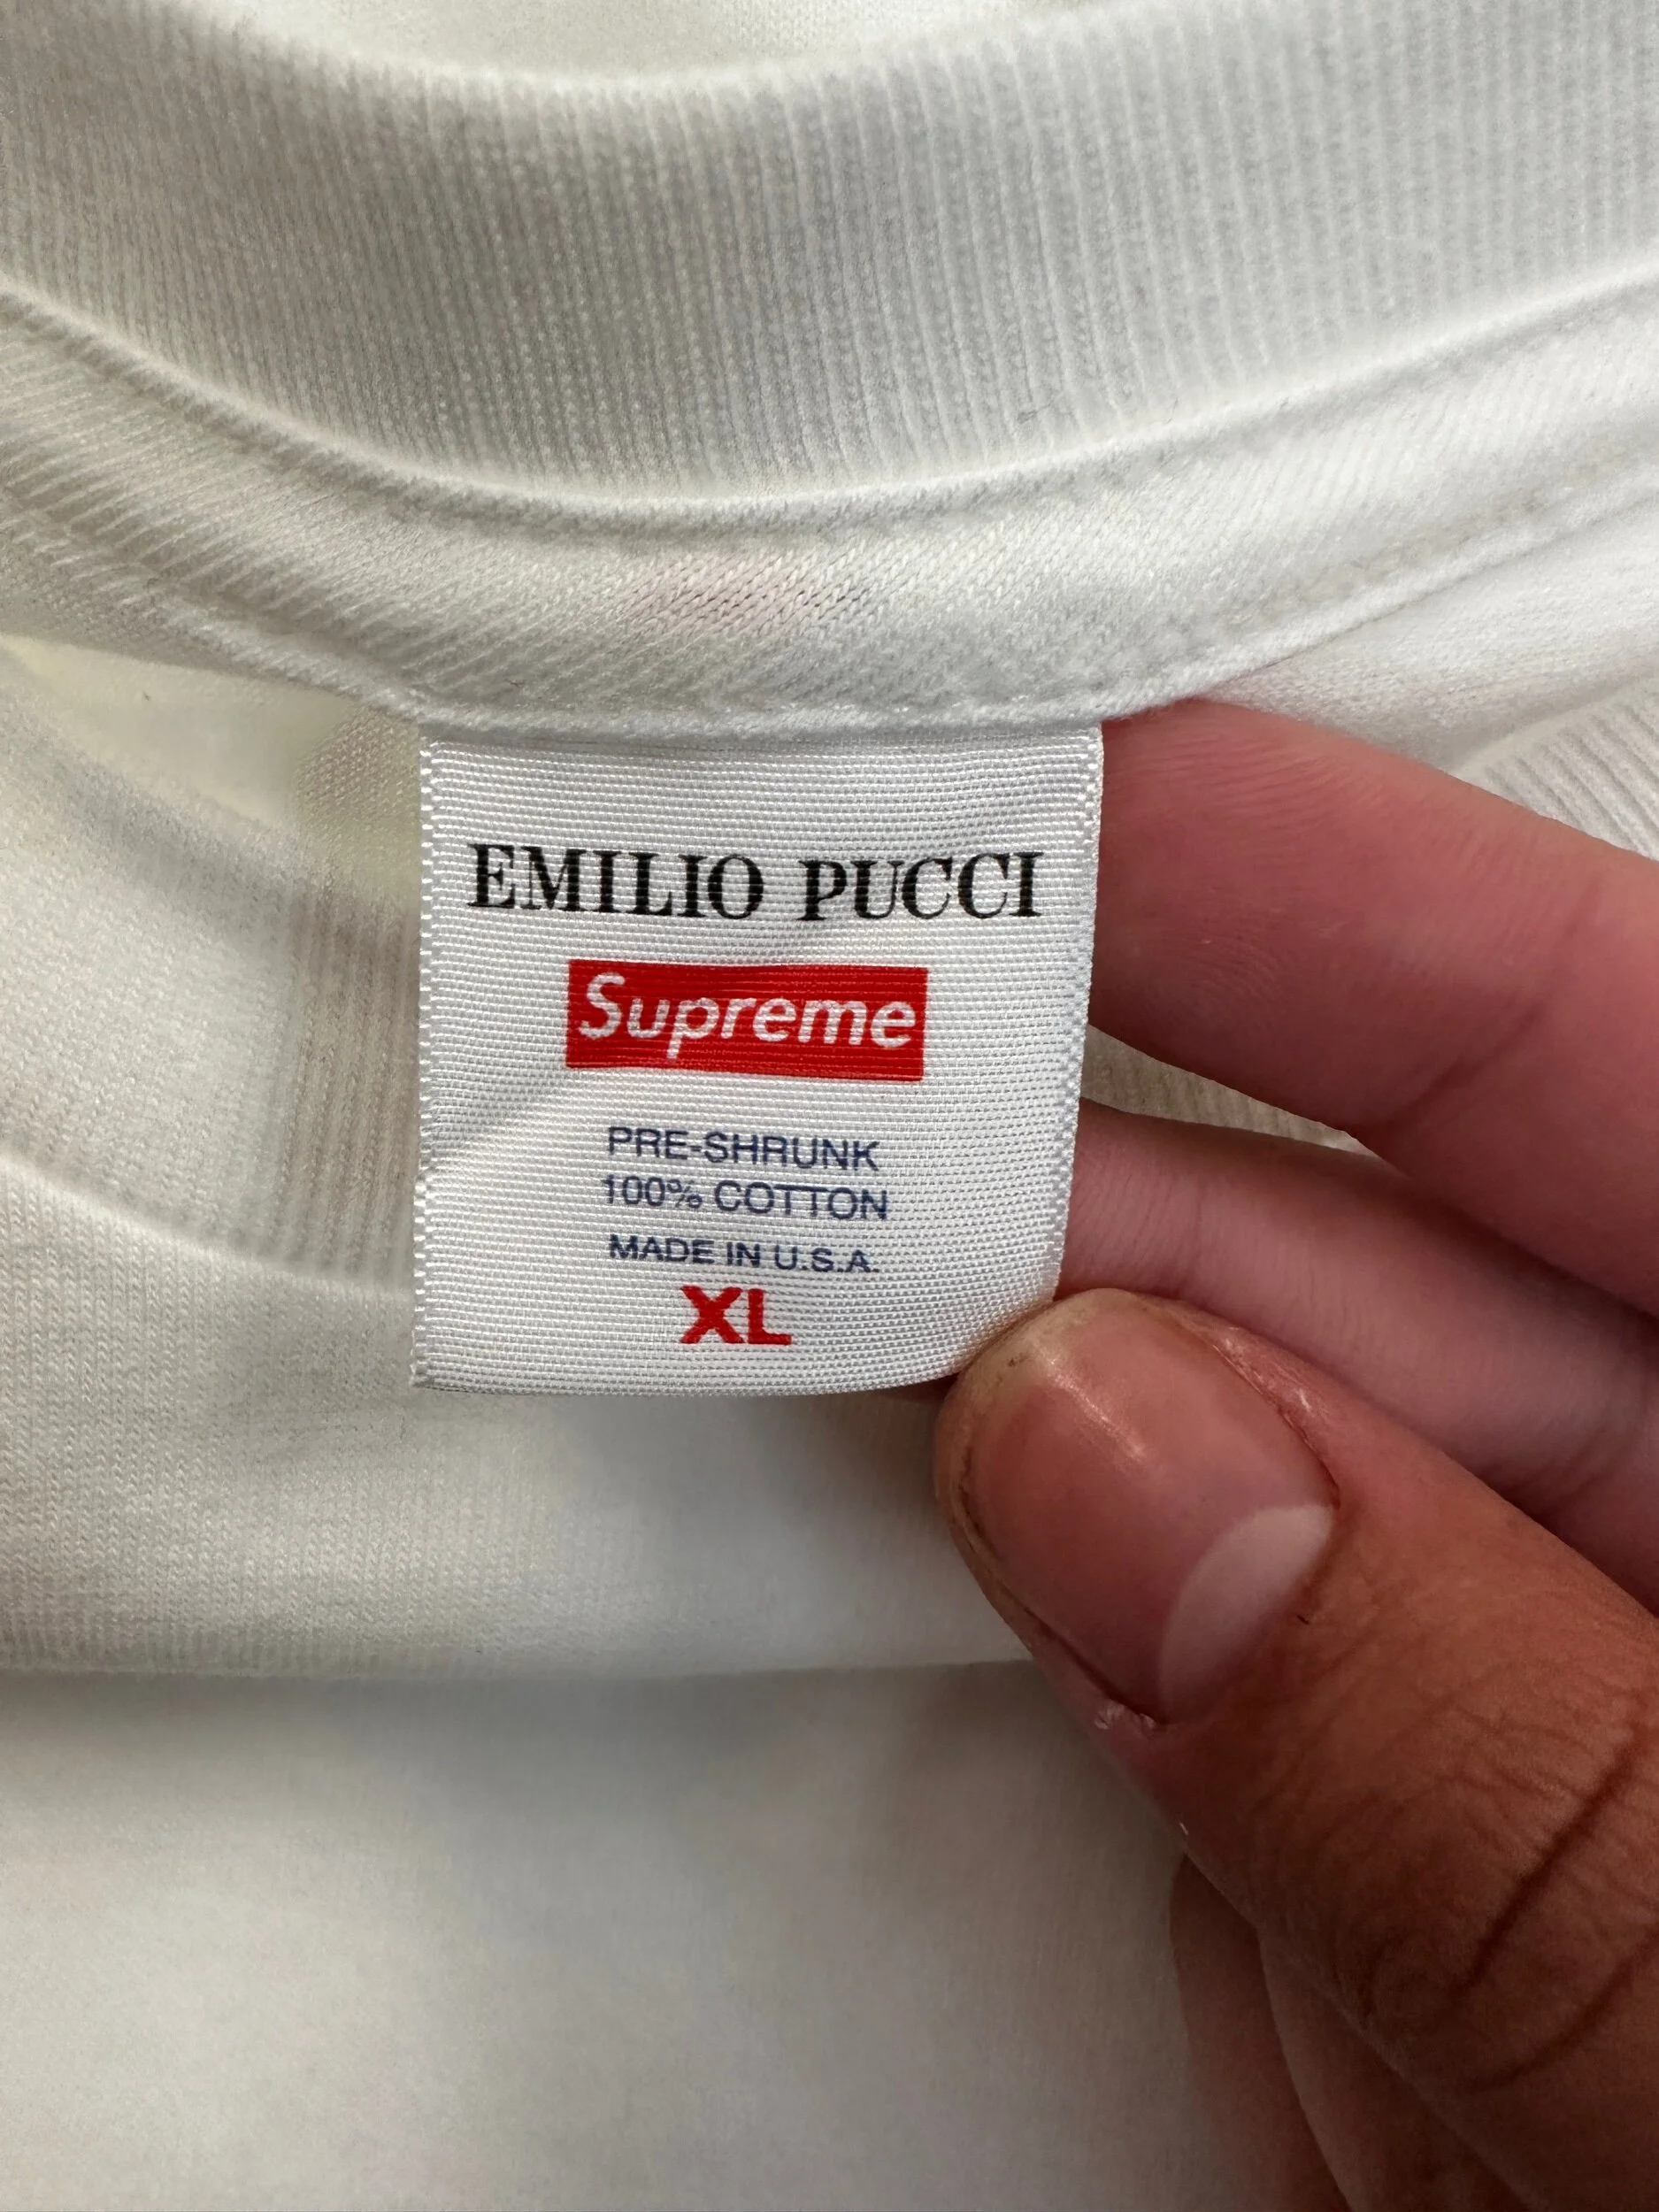 EMILIO PUCCI
Supreme
PRE-SHRUNK
100% COTTON
MADE IN U.S.A.
XL